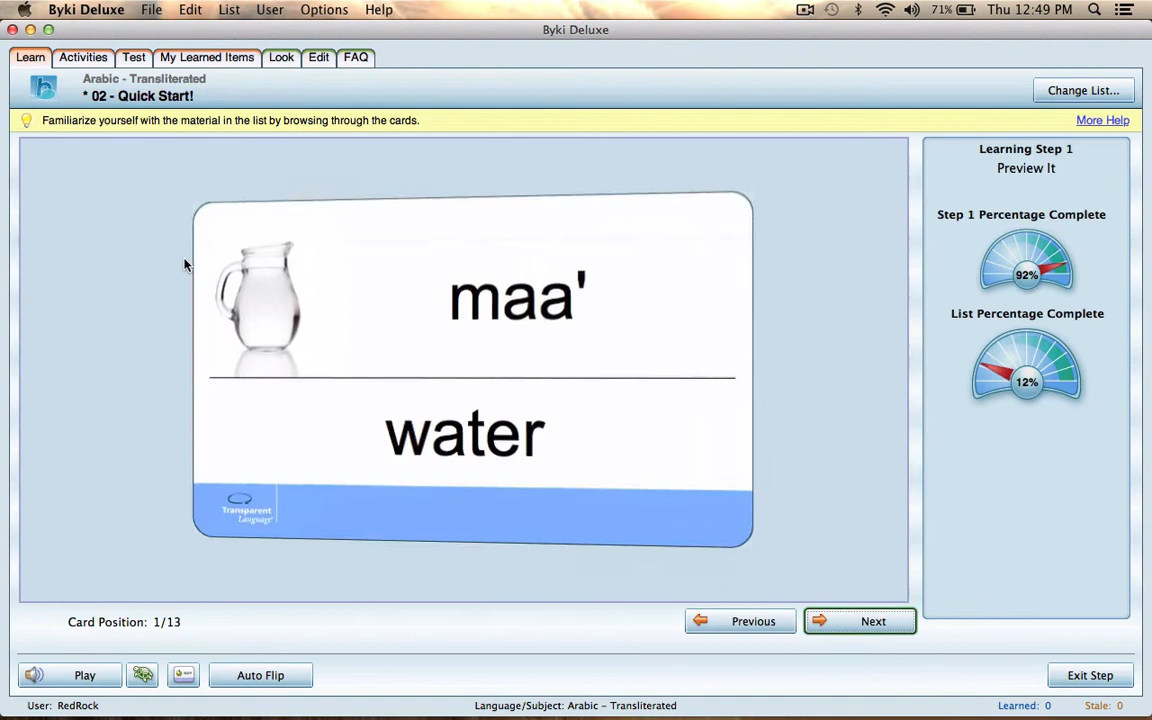 Byki Deluxe File Edit List User Options Help 71% Thu 12:49 PM
Byki Deluxe
Learn Activities Test My Learned Items Look Edit FAQ
Arabic - Transliterated
* 02 - Quick Start!
Change List...
Familiarize yourself with the material in the list by browsing through the cards.
More Help
maa'
water
Transparent
Language
Learning Step 1
Preview It
Step 1 Percentage Complete
92%
List Percentage Complete
12%
Card Position: 1/13
Previous
Next
Play
Auto Flip
Exit Step
User: RedRock
Language/Subject: Arabic - Transliterated
Learned: 0
Stale: 0